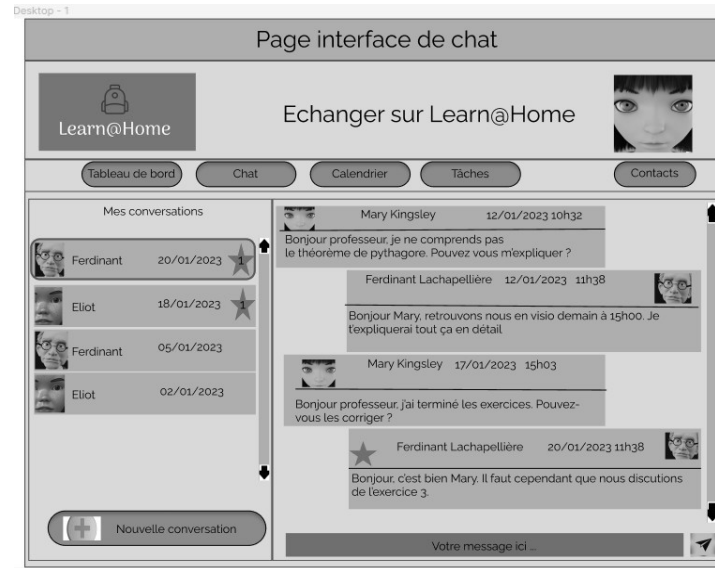 Desktop - 1
Page interface de chat
Learn@Home
Echanger sur Learn@Home
Tableau de bord
Chat
Calendrier
Tâches
Contacts
Mes conversations
Ferdinant 20/01/2023 1
Eliot 18/01/2023 1
Ferdinant 05/01/2023
Eliot 02/01/2023
Nouvelle conversation
Mary Kingsley 12/01/2023 10h32
Bonjour professeur, je ne comprends pas
le théorème de pythagore. Pouvez vous m'expliquer ?
Ferdinant Lachapellière 12/01/2023 11h38
Bonjour Mary, retrouvons nous en visio demain à 15h00. Je
t'expliquerai tout ça en détail
Mary Kingsley 17/01/2023 15h03
Bonjour professeur, j'ai terminé les exercices. Pouvez-
vous les corriger ?
Ferdinant Lachapellière 20/01/2023 11h38
Bonjour, c'est bien Mary. Il faut cependant que nous discutions
de l'exercice 3.
Votre message ici ...